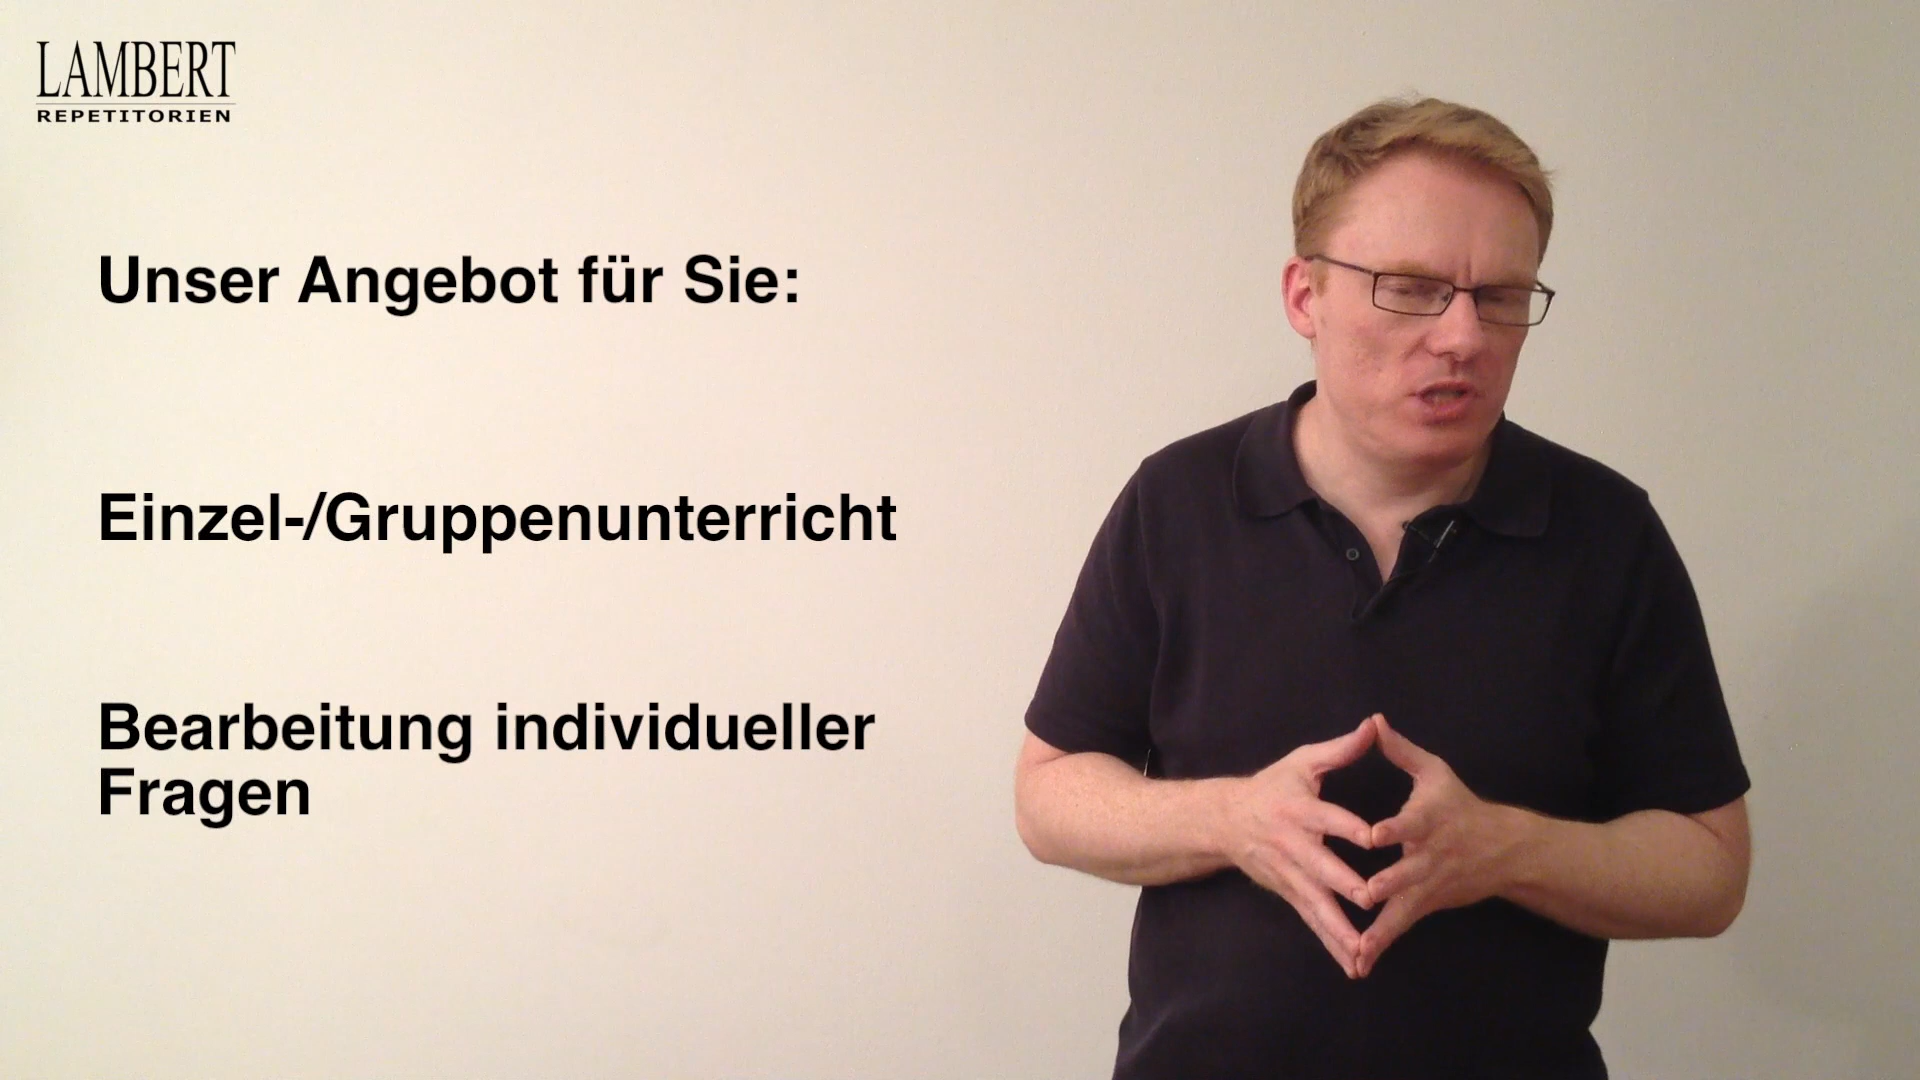 LAMBERT
REPETITORIEN
Unser Angebot für Sie:
Einzel-/Gruppenunterricht
Bearbeitung individueller
Fragen